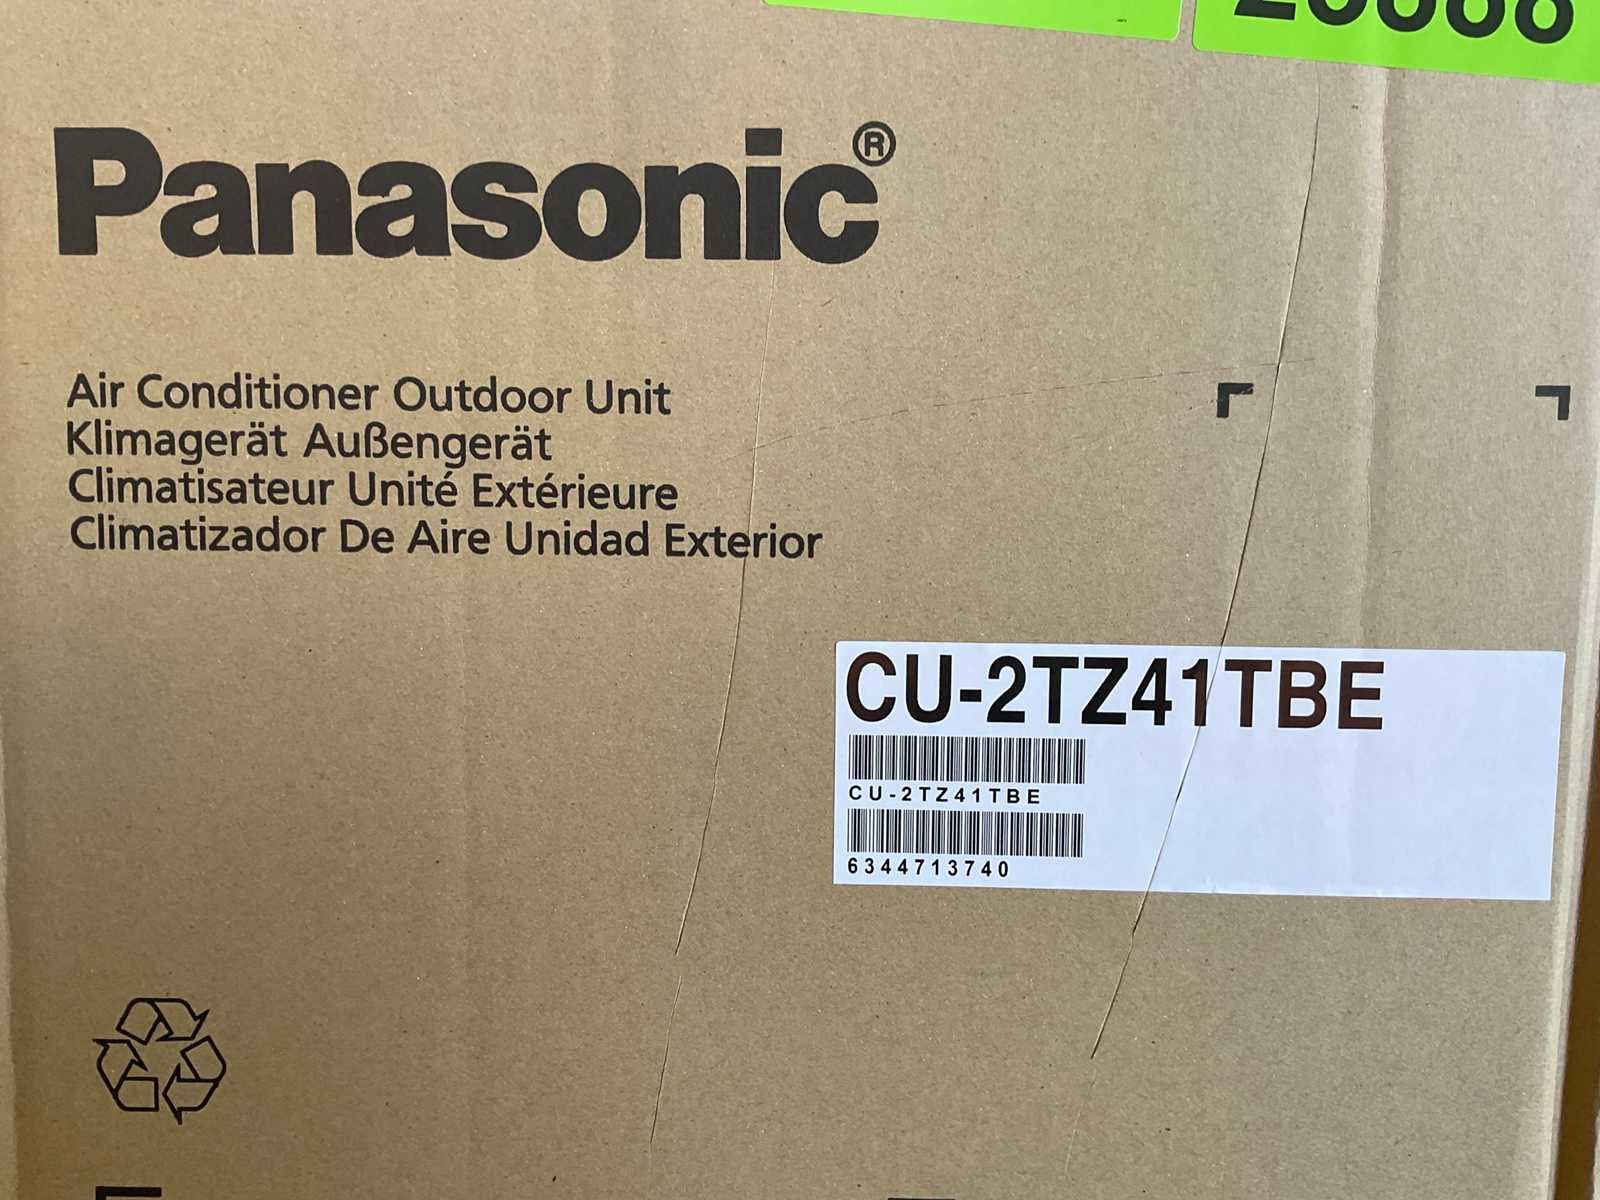 Panasonic®
Air Conditioner Outdoor Unit
Klimagerät Außengerät
Climatisateur Unité Extérieure
Climatizador De Aire Unidad Exterior
CU-2TZ41TBE
CU-2TZ41TBE
6344713740